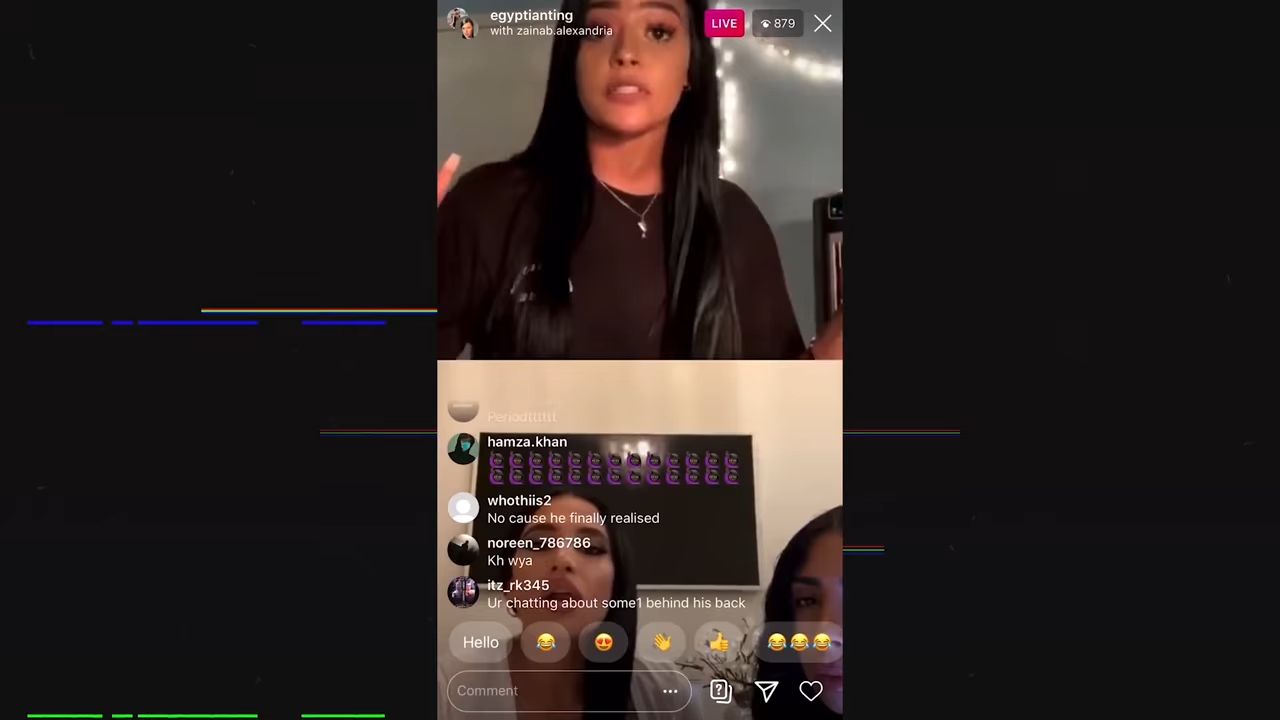 egyptianting
with zainab.alexandria
LIVE
879
Periodtttttt
hamza.khan
whothiis2
No cause he finally realised
noreen_786786
Kh wya
itz_rk345
Ur chatting about some1 behind his back
Hello
Comment